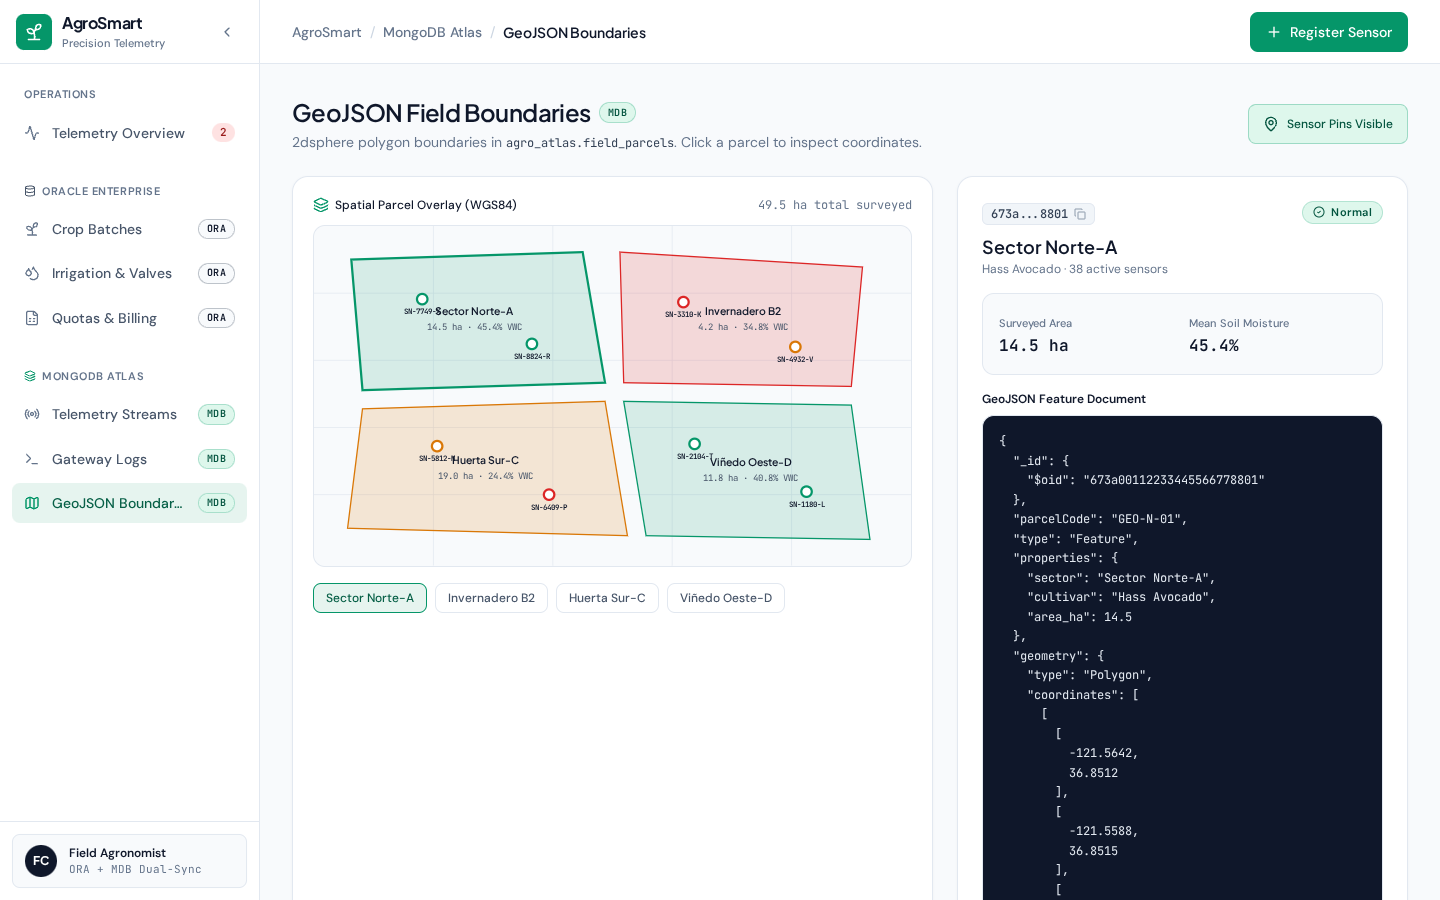 AgroSmart
Precision Telemetry
OPERATIONS
Telemetry Overview 2
ORACLE ENTERPRISE
Crop Batches ORA
Irrigation & Valves ORA
Quotas & Billing ORA
MONGODB ATLAS
Telemetry Streams MDB
Gateway Logs MDB
GeoJSON Boundar... MDB
FC
Field Agronomist
ORA + MDB Dual-Sync
AgroSmart / MongoDB Atlas / GeoJSON Boundaries
Register Sensor
GeoJSON Field Boundaries MDB
2dsphere polygon boundaries in agro_atlas.field_parcels. Click a parcel to inspect coordinates.
Sensor Pins Visible
Spatial Parcel Overlay (WGS84)
49.5 ha total surveyed
Sector Norte-A
14.5 ha · 45.4% VWC
SN-8824-R
Invernadero B2
SN-3310-K
4.2 ha · 34.8% VWC
SN-4932-V
Huerta Sur-C
19.0 ha · 24.4% VWC
SN-6409-P
SN-2104-T
Viñedo Oeste-D
11.8 ha · 40.8% VWC
SN-1180-L
Sector Norte-A
Invernadero B2
Huerta Sur-C
Viñedo Oeste-D
673a...8801
Normal
Sector Norte-A
Hass Avocado · 38 active sensors
Surveyed Area
14.5 ha
Mean Soil Moisture
45.4%
GeoJSON Feature Document
{
"_id": {
"$oid": "673a00112233445566778801"
},
"parcelCode": "GEO-N-01",
"type": "Feature",
"properties": {
"sector": "Sector Norte-A",
"cultivar": "Hass Avocado",
"area_ha": 14.5
},
"geometry": {
"type": "Polygon",
"coordinates": [
[
[
-121.5642,
36.8512
],
[
-121.5588,
36.8515
],
[